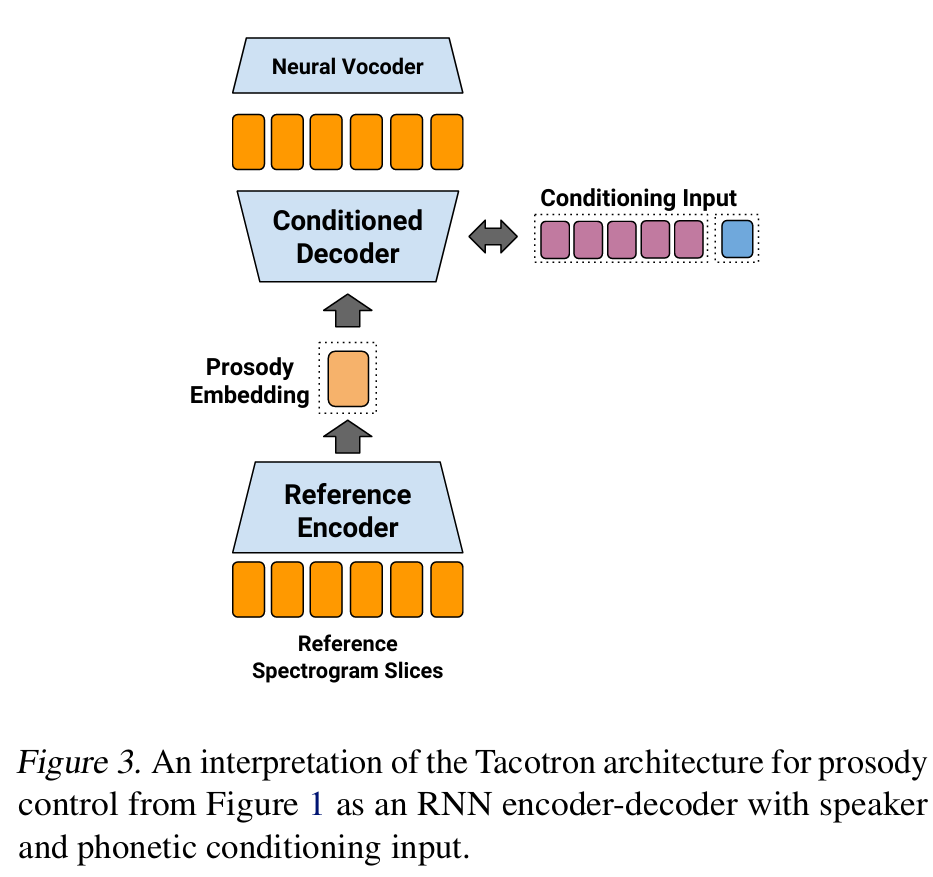 Neural Vocoder
Conditioned
Decoder
Conditioning Input
Prosody
Embedding
Reference
Encoder
Reference
Spectrogram Slices
Figure 3. An interpretation of the Tacotron architecture for prosody
control from Figure 1 as an RNN encoder-decoder with speaker
and phonetic conditioning input.